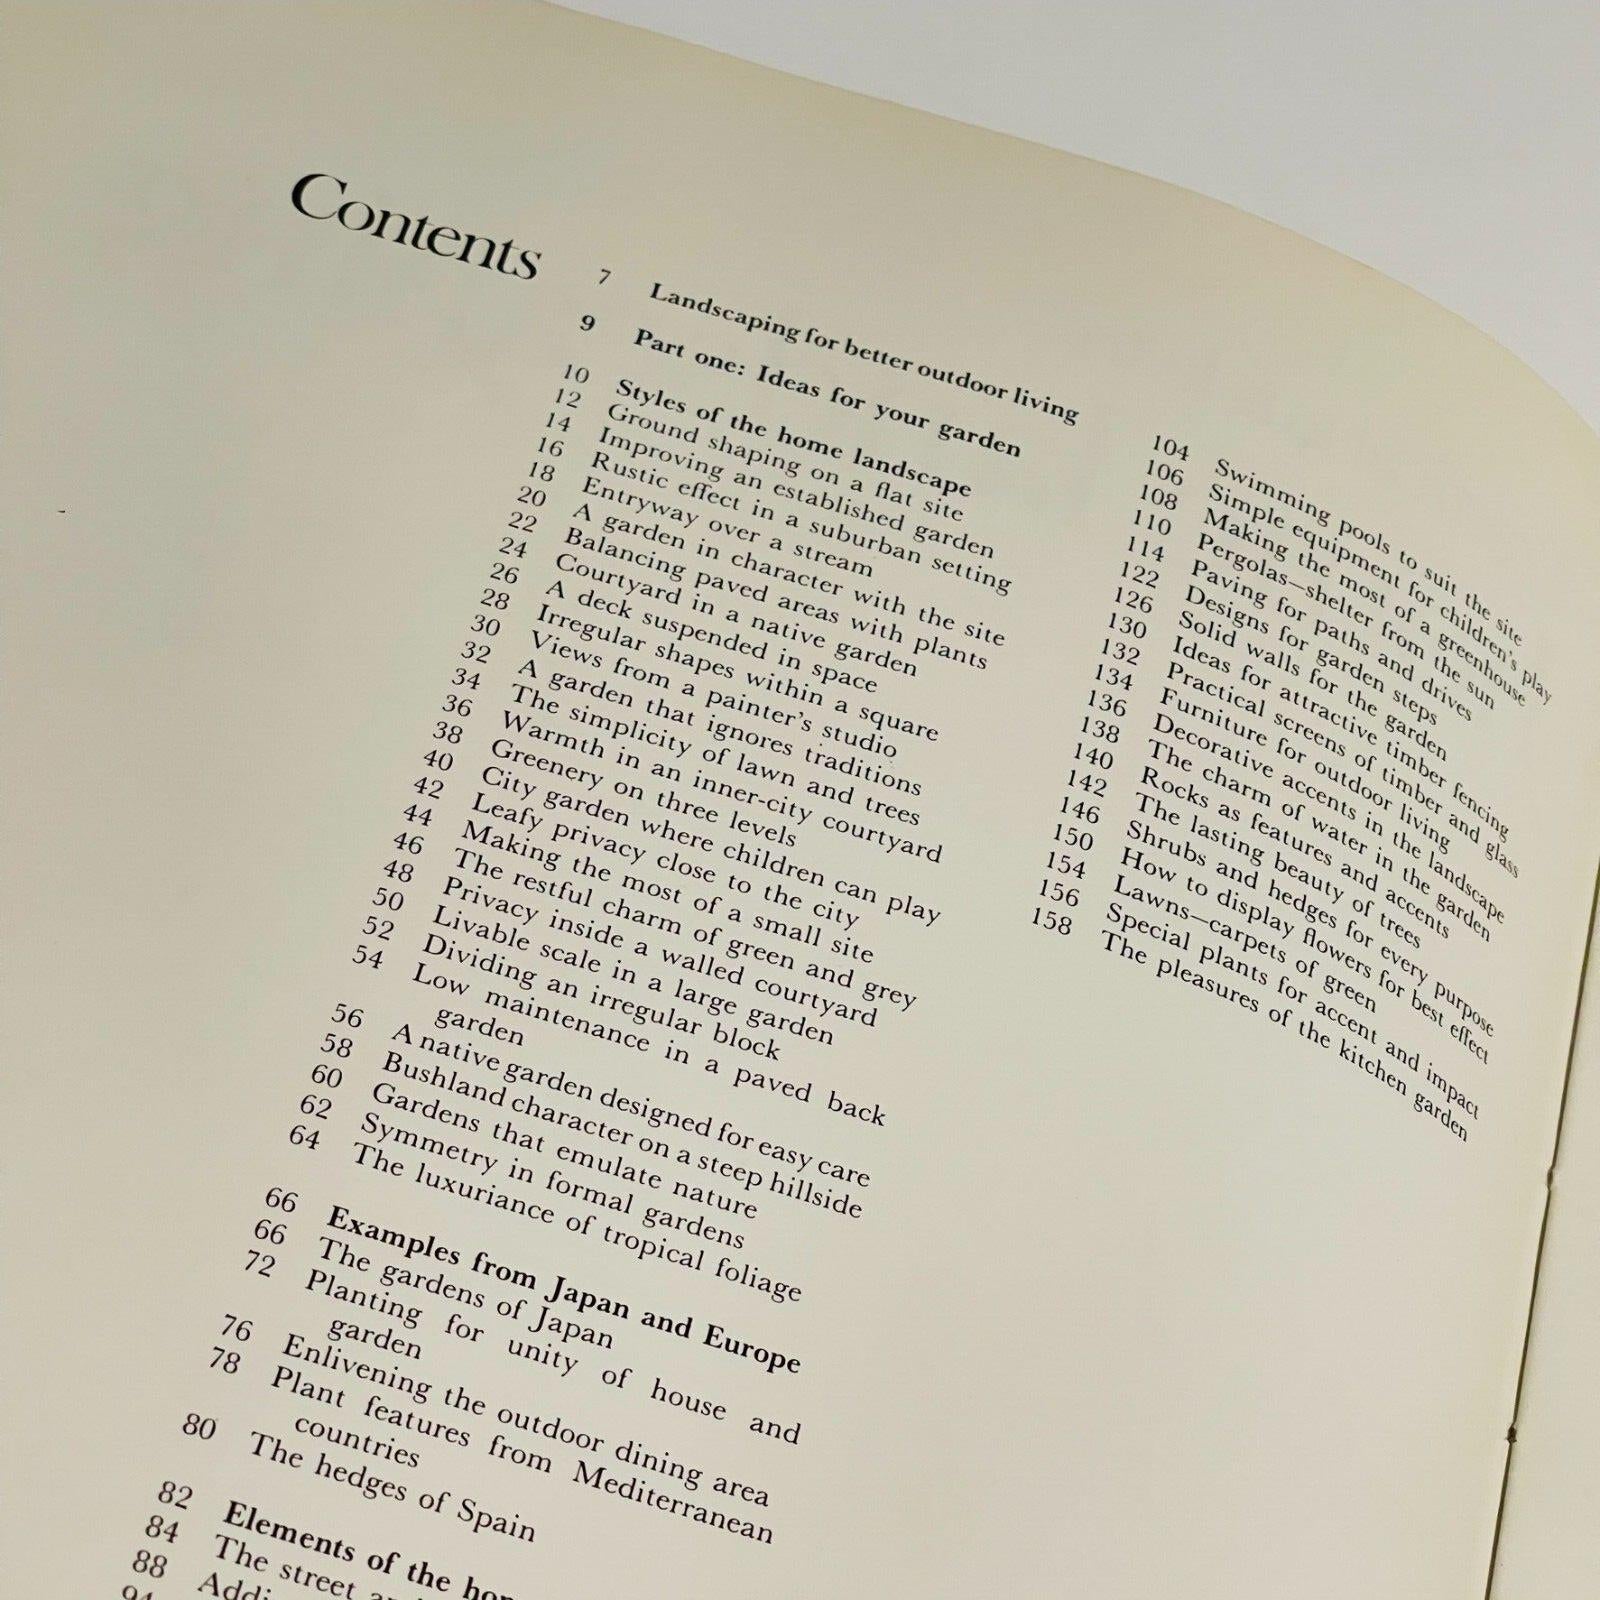 Contents
7 Landscaping for better outdoor living
9 Part one: Ideas for your garden
10 Styles of the home landscape
12 Ground shaping on a flat site
14 Improving an established garden
16 Rustic effect in a suburban setting
18 Entryway over a stream
20 A garden in character with the site
22 Balancing paved areas with plants
24 Courtyard in a native garden
26 A deck suspended in space
28 Irregular shapes within a square
30 Views from a painter's studio
32 A garden that ignores traditions
34 The simplicity of lawn and trees
36 Warmth in an inner-city courtyard
38 Greenery on three levels
40 City garden where children can play
42 Leafy privacy close to the city
44 Making the most of a small site
46 The restful charm of green and grey
48 Privacy inside a walled courtyard
50 Livable scale in a large garden
52 Dividing an irregular block
54 Low maintenance in a paved back
garden
56 A native garden designed for easy care
58 Bushland character on a steep hillside
60 Gardens that emulate nature
62 Symmetry in formal gardens
64 The luxuriance of tropical foliage
66 Examples from Japan and Europe
66 The gardens of Japan
72 Planting for unity of house and
garden
76 Enlivening the outdoor dining area
78 Plant features from Mediterranean
countries
80 The hedges of Spain
82 Elements of the
84 The street
88
94
104 Swimming pools to suit the site
106 Simple equipment for children's play
108 Making the most of a greenhouse
110 Pergolas—shelter from the sun
114 Paving for paths and drives
122 Designs for garden steps
126 Solid walls for the garden
130 Ideas for attractive timber fencing
132 Practical screens of timber and glass
134 Furniture for outdoor living
136 Decorative accents in the landscape
138 The charm of water in the garden
140 Rocks as features and accents
142 The lasting beauty of trees
146 Shrubs and hedges for every purpose
150 How to display flowers for best effect
154 Lawns—carpets of green
156 Special plants for accent and impact
158 The pleasures of the kitchen garden